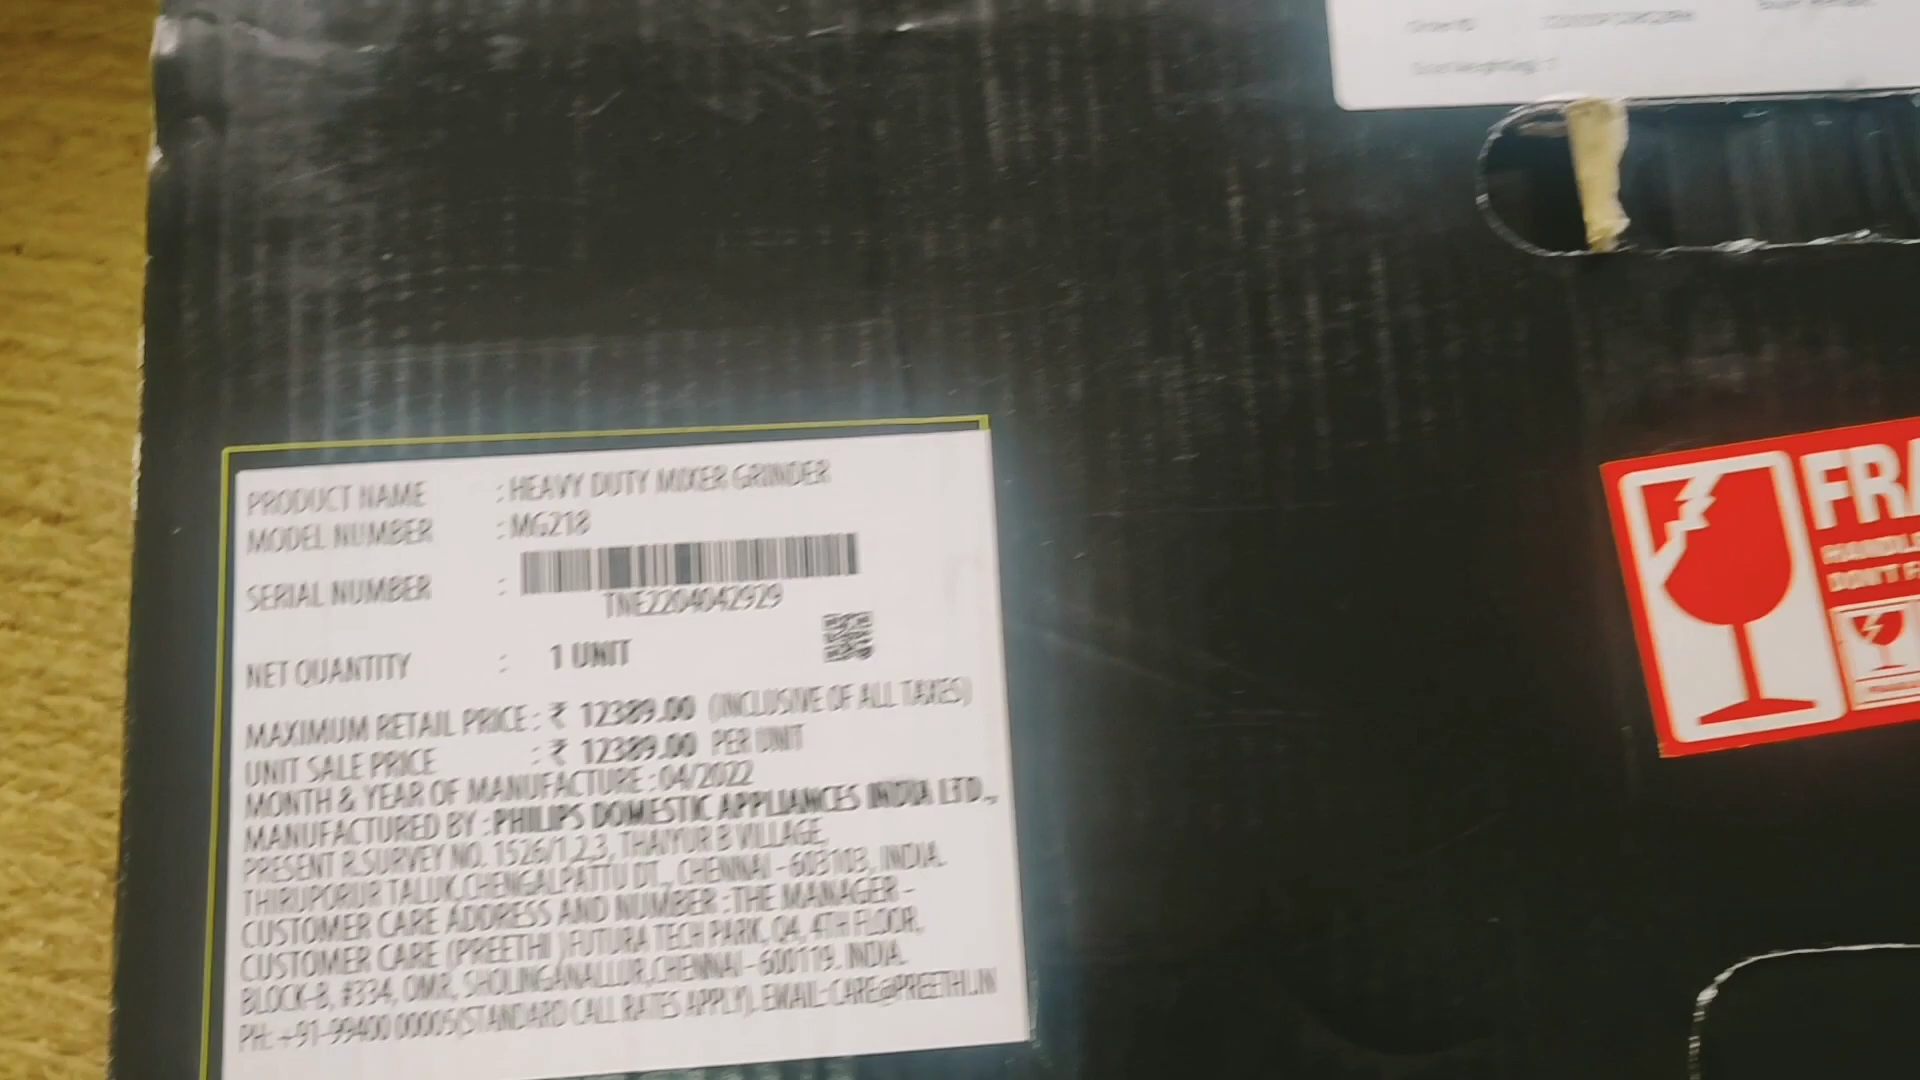 Order ID
PRODUCT NAME : HEAVY DUTY MIXER GRINDER
MODEL NUMBER : MG218
SERIAL NUMBER :
TNE2204042929
NET QUANTITY : 1 UNIT
MAXIMUM RETAIL PRICE : ₹ 12389.00 (INCLUSIVE OF ALL TAXES)
UNIT SALE PRICE : ₹ 12389.00 PER UNIT
MONTH & YEAR OF MANUFACTURE : 04/2022
MANUFACTURED BY : PHILIPS DOMESTIC APPLIANCES INDIA LTD.,
PRESENT R.SURVEY NO. 1526/1,2,3, THAIYUR B VILLAGE,
THIRUPORUR TALUK,CHENGALPATTU DT., CHENNAI - 603103, INDIA.
CUSTOMER CARE ADDRESS AND NUMBER : THE MANAGER -
CUSTOMER CARE (PREETHI )FUTURA TECH PARK, Q4, 4TH FLOOR,
BLOCK-B, #334, OMR, SHOLINGANALLUR,CHENNAI - 600119. INDIA.
PH: +91-99400 00005(STANDARD CALL RATES APPLY). EMAIL:CARE@PREETHI.IN
FRA
HANDLE
DON'T F